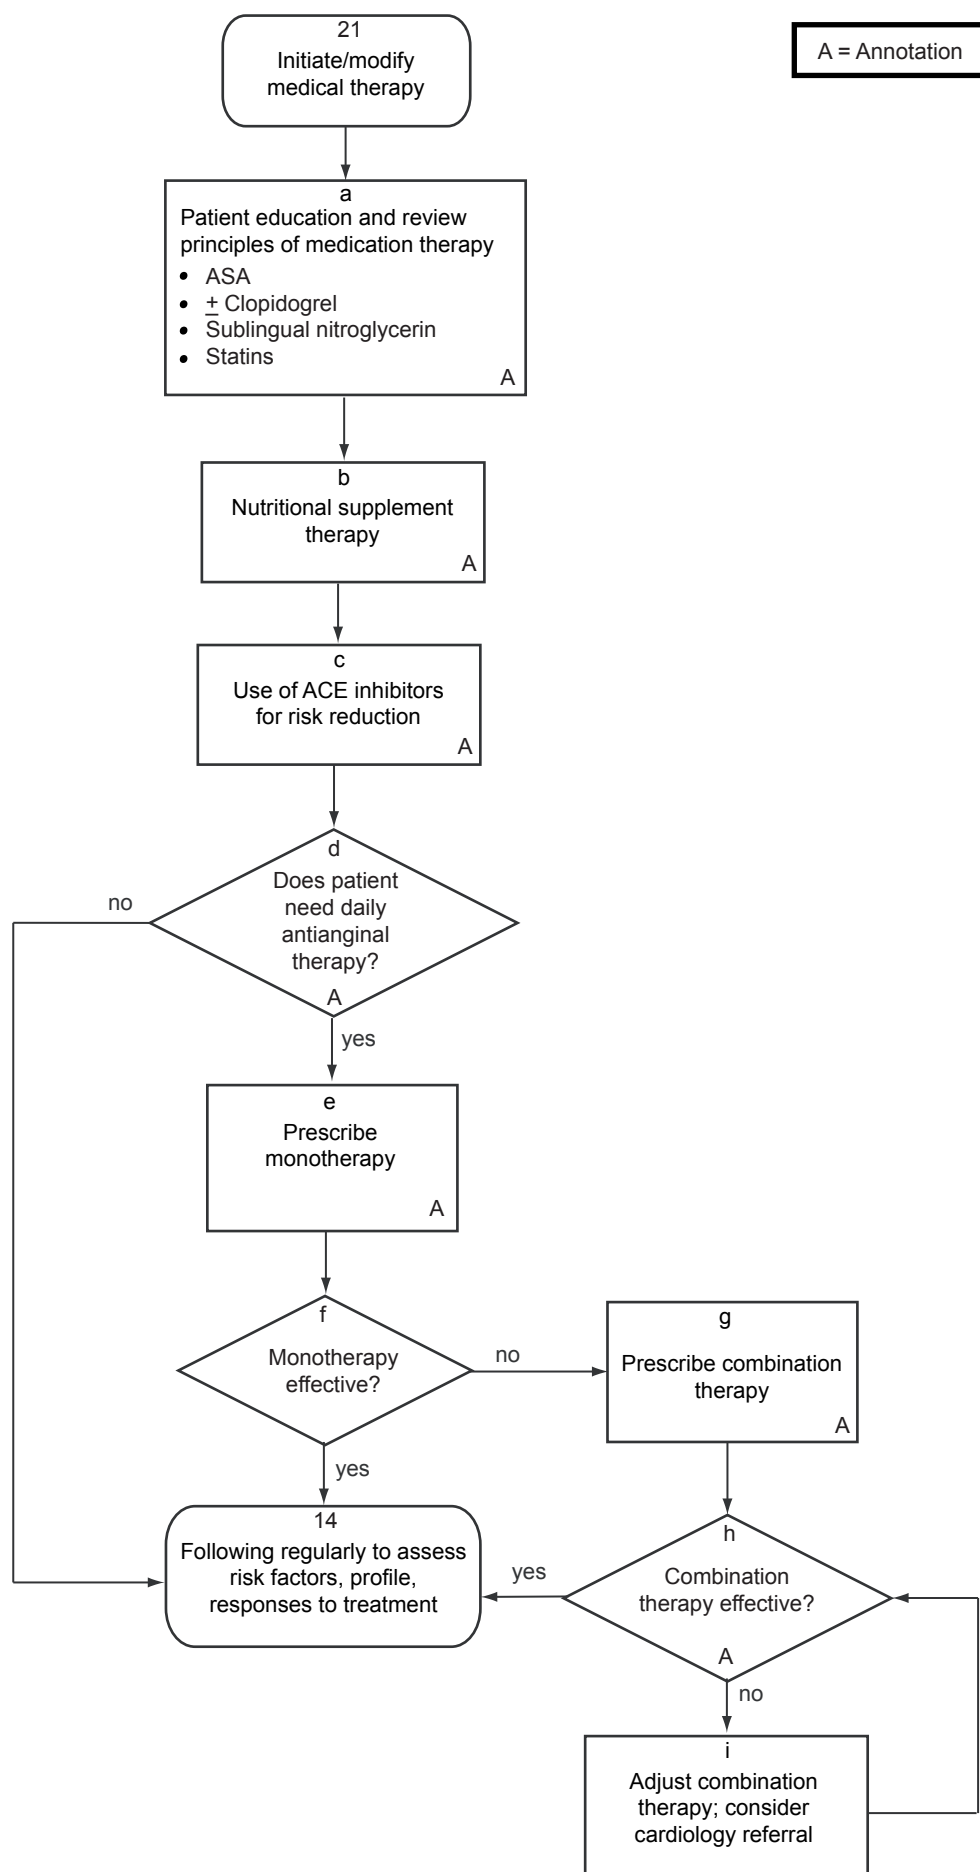 21
Initiate/modify
medical therapy
A = Annotation
a
Patient education and review
principles of medication therapy
• ASA
• ± Clopidogrel
• Sublingual nitroglycerin
• Statins
A
b
Nutritional supplement
therapy
A
c
Use of ACE inhibitors
for risk reduction
A
d
Does patient
need daily
antianginal
therapy?
A
no
yes
e
Prescribe
monotherapy
A
f
Monotherapy
effective?
no
yes
g
Prescribe combination
therapy
A
14
Following regularly to assess
risk factors, profile,
responses to treatment
yes
h
Combination
therapy effective?
A
no
i
Adjust combination
therapy; consider
cardiology referral